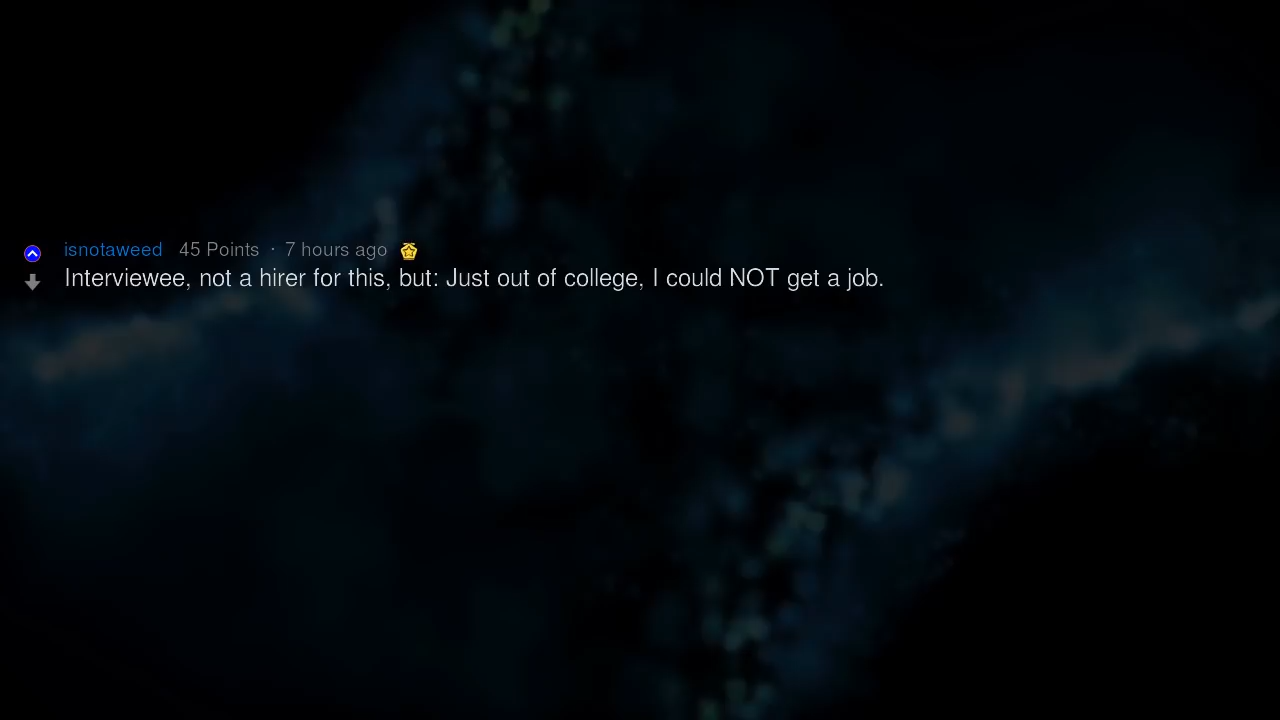 isnotaweed 45 Points · 7 hours ago
Interviewee, not a hirer for this, but: Just out of college, I could NOT get a job.